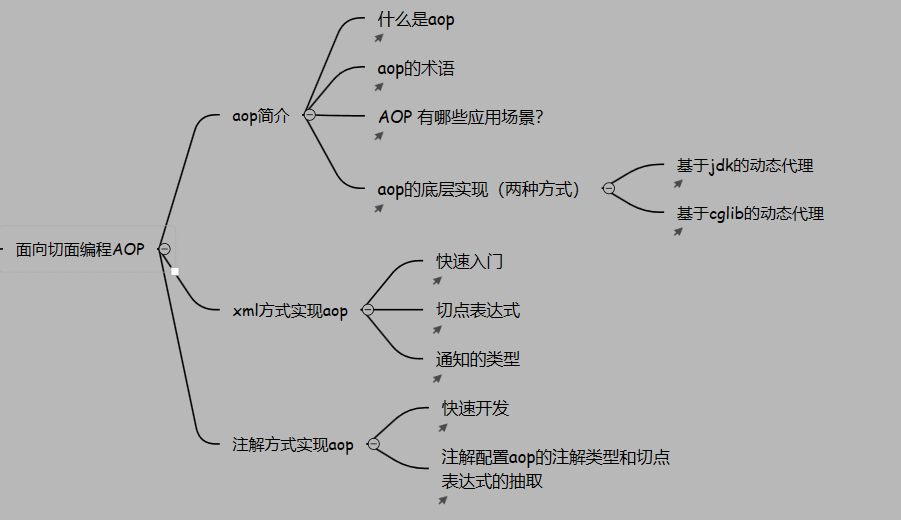 什么是aop
aop的术语
aop简介
AOP 有哪些应用场景？
基于jdk的动态代理
aop的底层实现（两种方式）
基于cglib的动态代理
面向切面编程AOP
快速入门
xml方式实现aop
切点表达式
通知的类型
快速开发
注解方式实现aop
注解配置aop的注解类型和切点
表达式的抽取